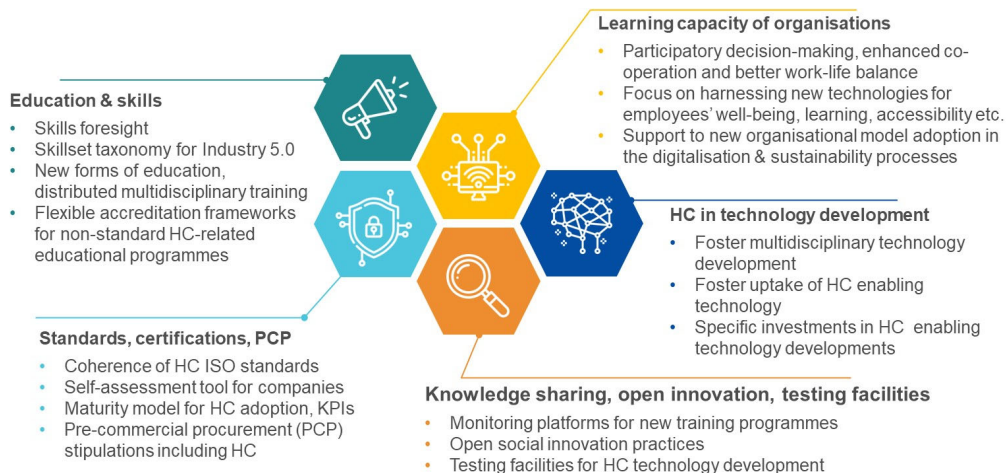 Learning capacity of organisations
• Participatory decision-making, enhanced co-
operation and better work-life balance
• Focus on harnessing new technologies for
employees' well-being, learning, accessibility etc.
• Support to new organisational model adoption in
the digitalisation & sustainability processes
Education & skills
• Skills foresight
• Skillset taxonomy for Industry 5.0
• New forms of education,
distributed multidisciplinary training
• Flexible accreditation frameworks
for non-standard HC-related
educational programmes
HC in technology development
• Foster multidisciplinary technology
development
• Foster uptake of HC enabling
technology
• Specific investments in HC enabling
technology developments
Standards, certifications, PCP
• Coherence of HC ISO standards
• Self-assessment tool for companies
• Maturity model for HC adoption, KPIs
• Pre-commercial procurement (PCP)
stipulations including HC
Knowledge sharing, open innovation, testing facilities
• Monitoring platforms for new training programmes
• Open social innovation practices
• Testing facilities for HC technology development